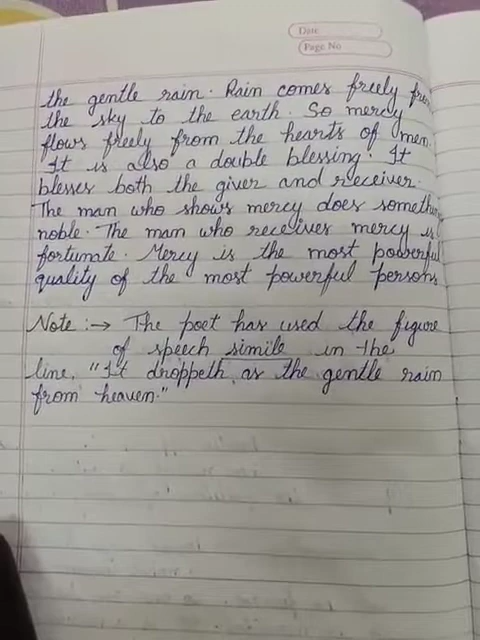 Date
Page No
the gentle rain. Rain comes freely from
the sky to the earth. So mercy
flows freely from the hearts of men.
It is also a double blessing. It
blesses both the giver and receiver.
The man who shows mercy does somethin
noble. The man who receives mercy is
fortunate. Mercy is the most powerful
quality of the most powerful persons
Note :→ The poet has used the figure
of speech simile in the
line, "It droppeth as the gentle rain
from heaven."